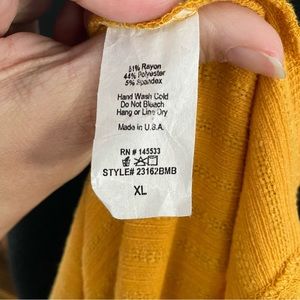 51% Rayon
44% Polyester
5% Spandex
Hand Wash Cold
Do Not Bleach
Hang or Line Dry
Made in U.S.A.
RN # 145533
STYLE# 23162BMB
XL